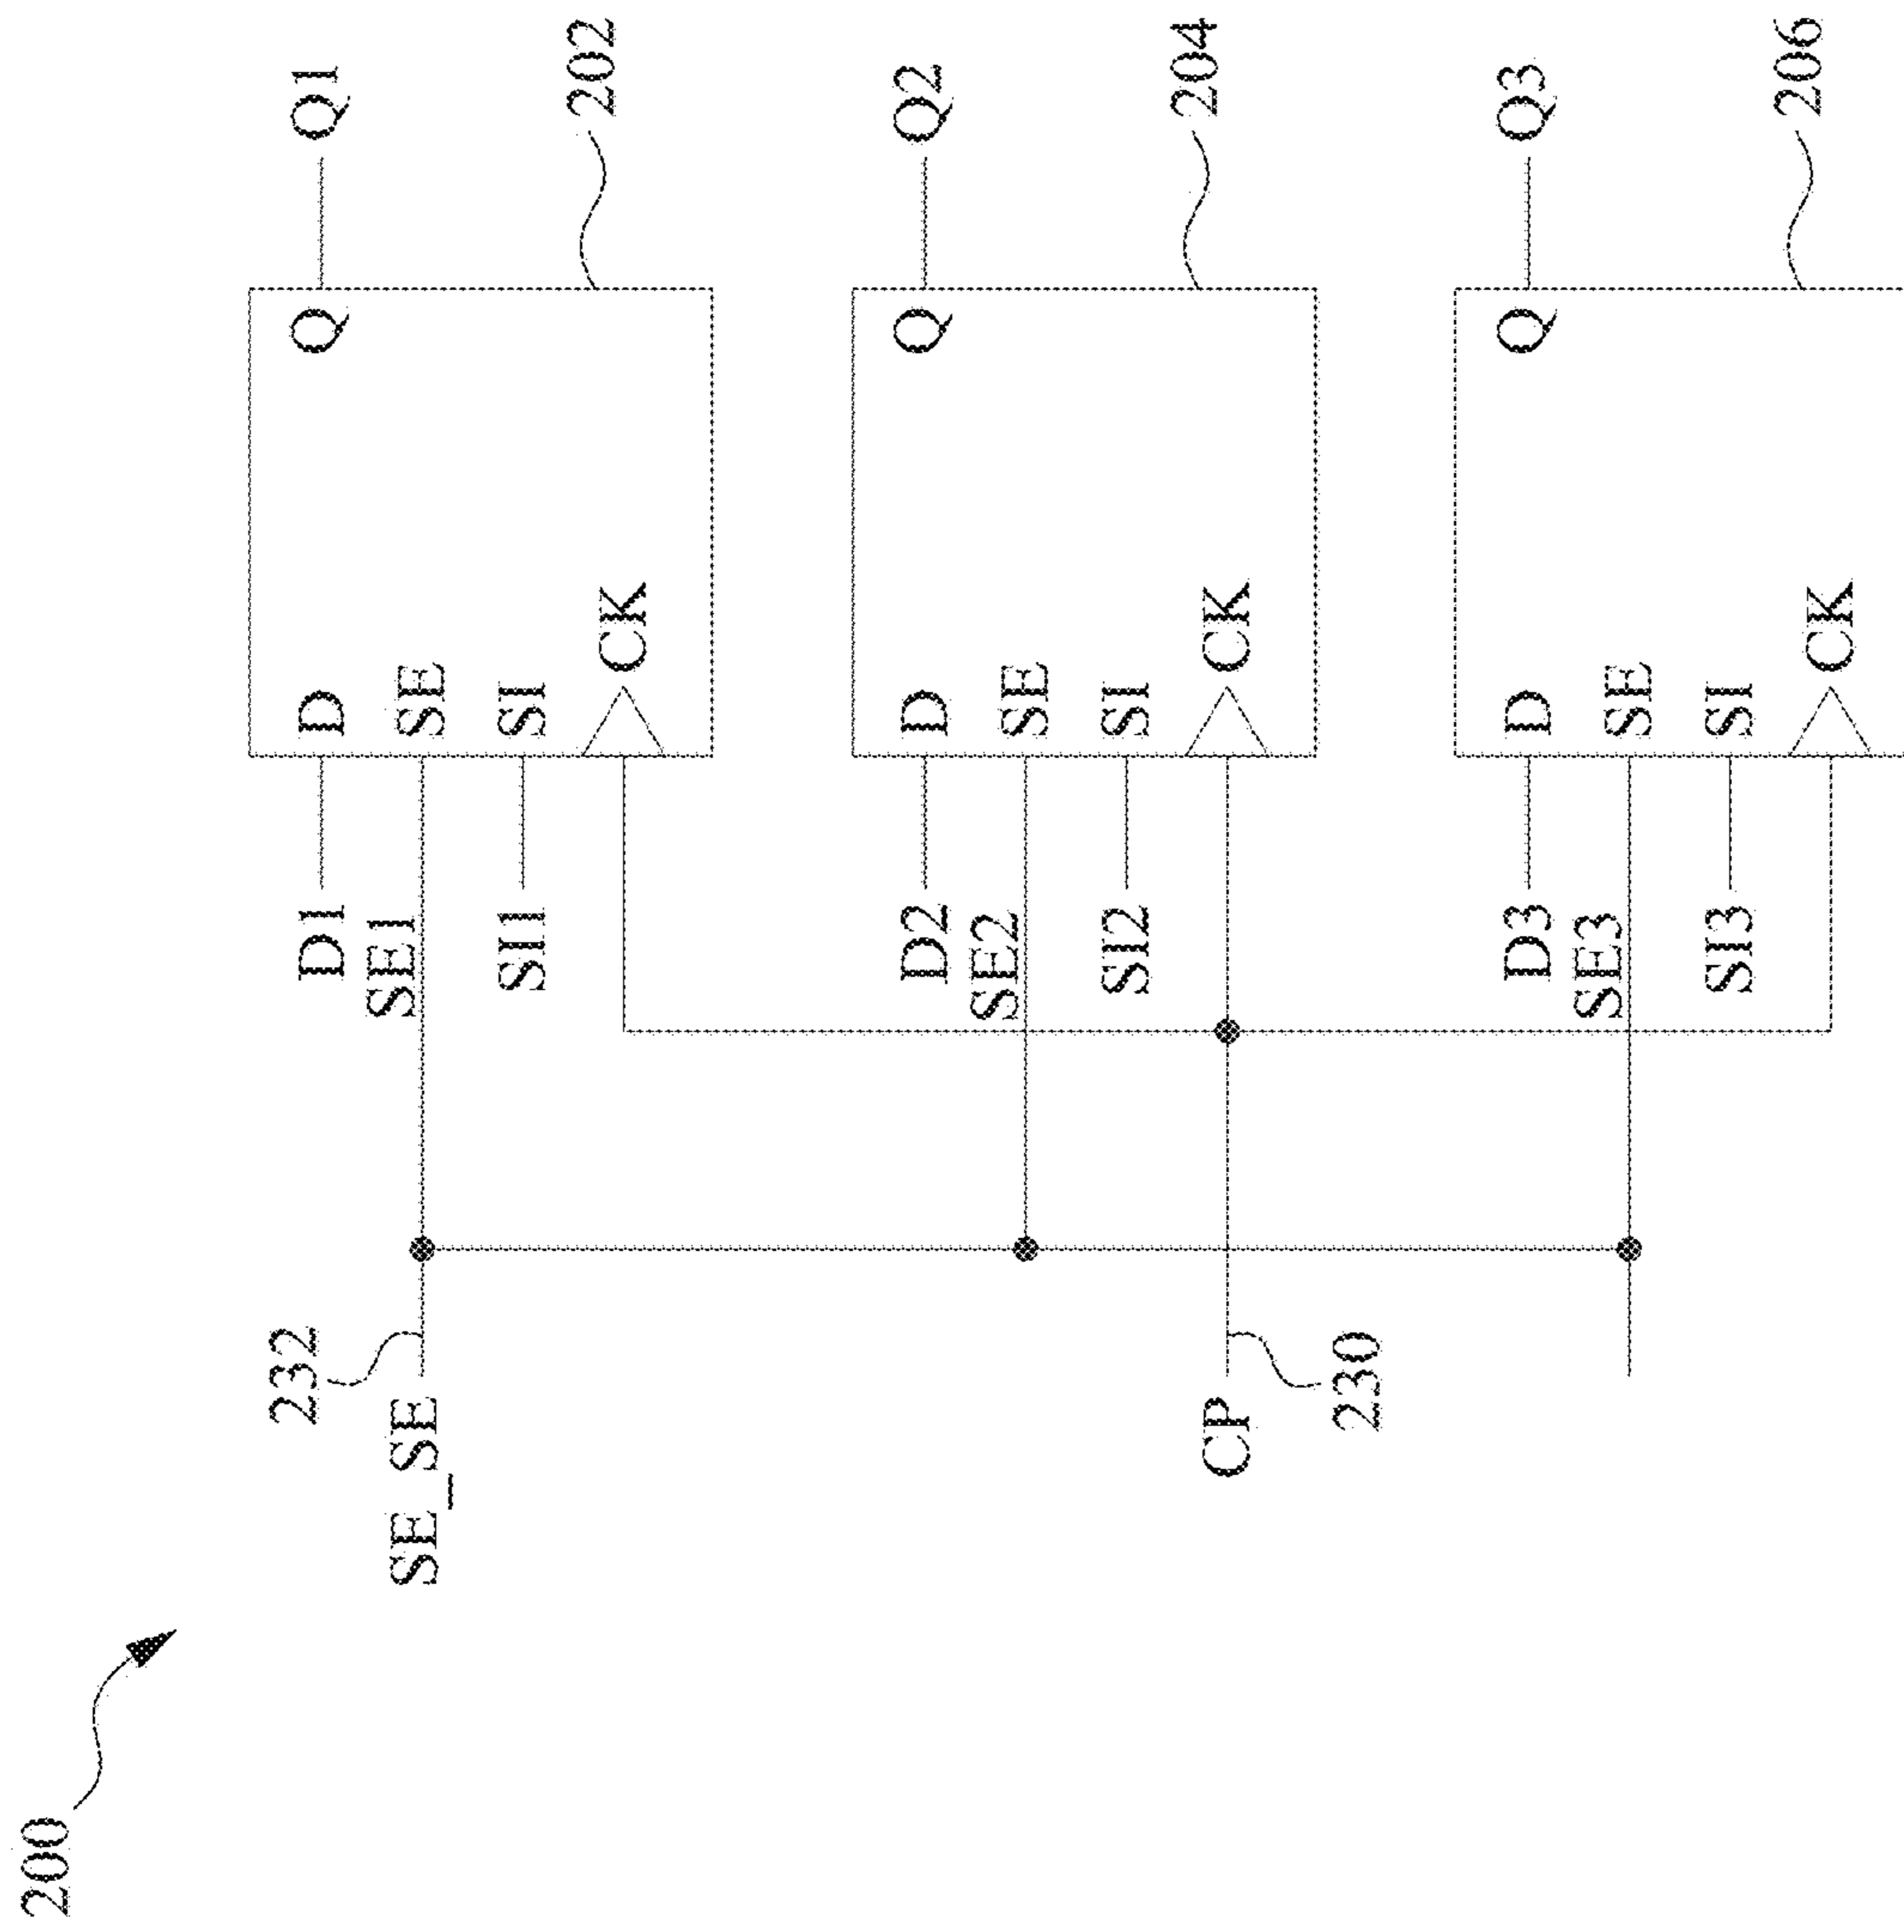 200
SE_SE
232
CP
230
D1
SE1
SI1
D
SE
SI
CK
Q
Q1
202
D2
SE2
SI2
D
SE
SI
CK
Q
Q2
204
D3
SE3
SI3
D
SE
SI
CK
Q
Q3
206